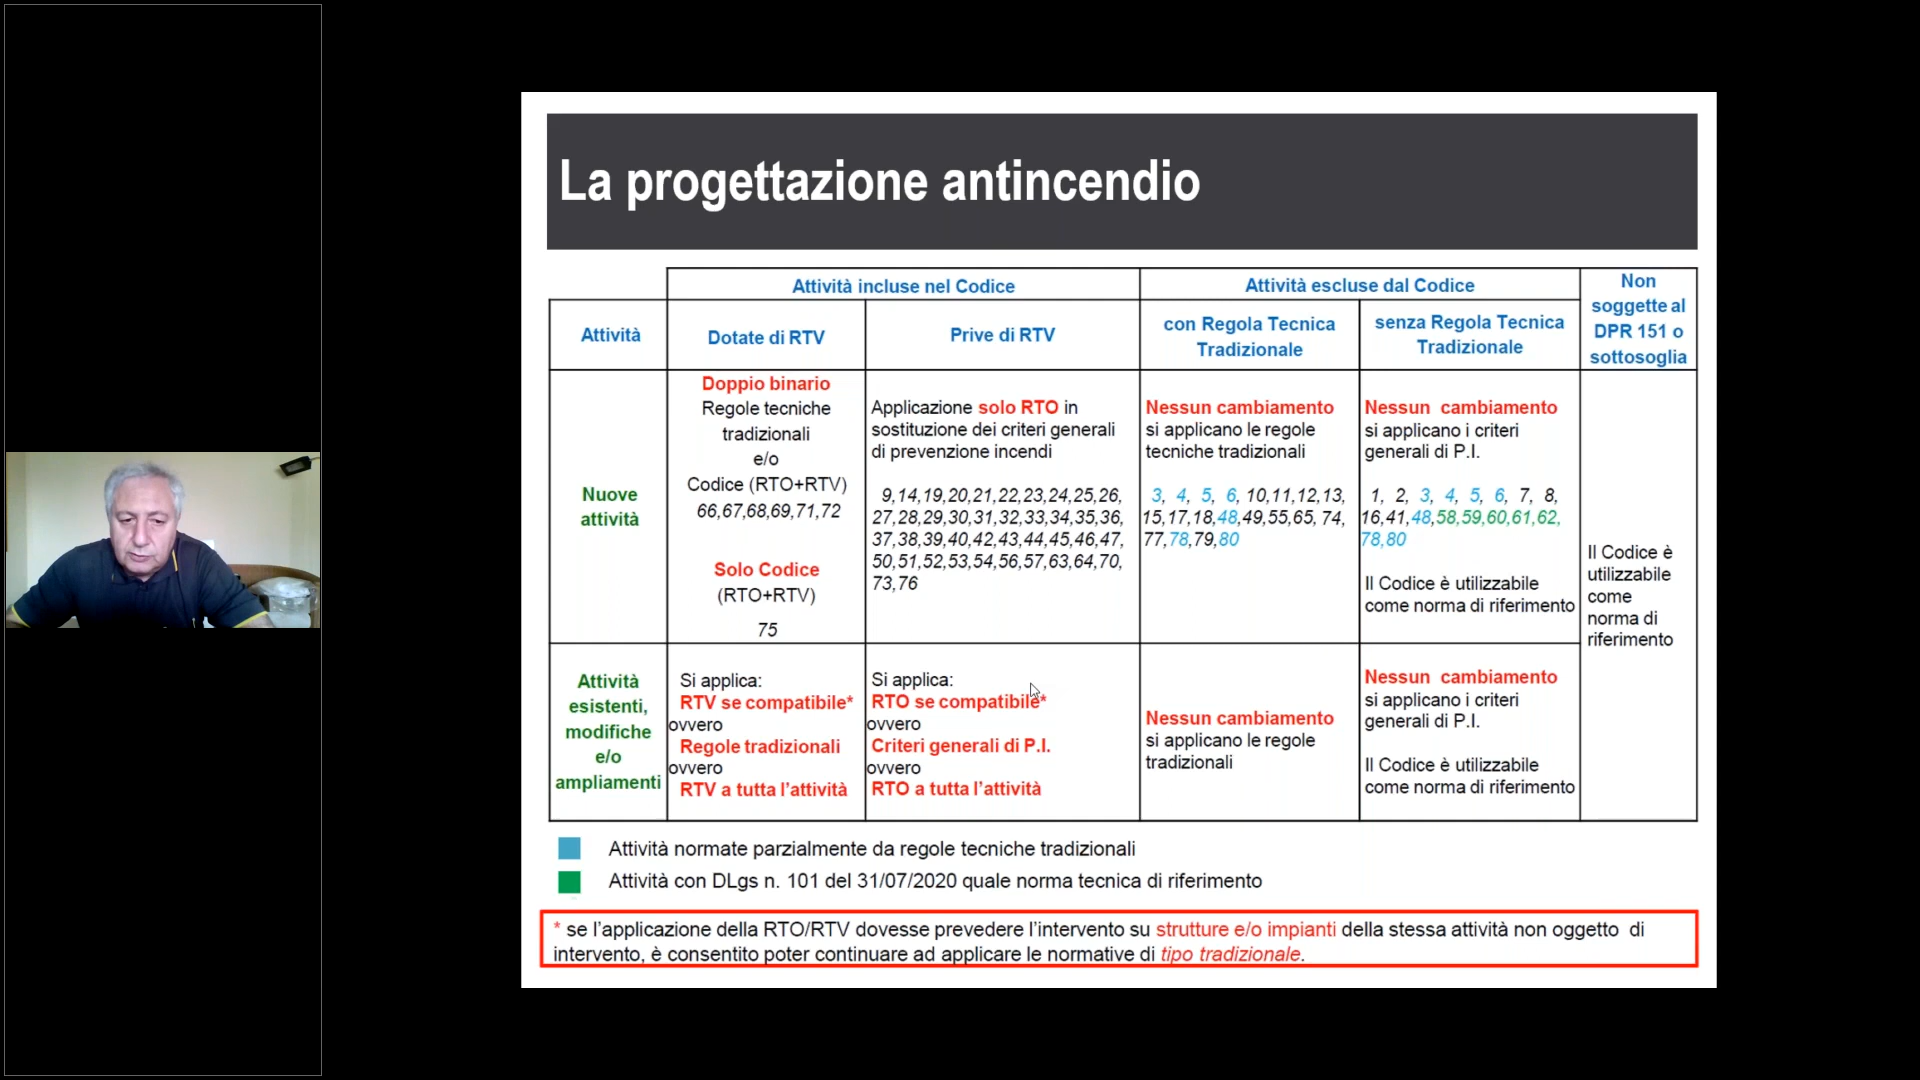 La progettazione antincendio
Attività incluse nel Codice
Attività escluse dal Codice
Non
soggette al
DPR 151 o
sottosoglia
Attività
Dotate di RTV
Prive di RTV
con Regola Tecnica
Tradizionale
senza Regola Tecnica
Tradizionale
Nuove
attività
Doppio binario
Regole tecniche
tradizionali
e/o
Codice (RTO+RTV)
66,67,68,69,71,72
Solo Codice
(RTO+RTV)
75
Applicazione solo RTO in
sostituzione dei criteri generali
di prevenzione incendi
9,14,19,20,21,22,23,24,25,26,
27,28,29,30,31,32,33,34,35,36,
37,38,39,40,42,43,44,45,46,47,
50,51,52,53,54,56,57,63,64,70,
73,76
Nessun cambiamento
si applicano le regole
tecniche tradizionali
3, 4, 5, 6, 10,11,12,13,
15,17,18,48,49,55,65, 74,
77,78,79,80
Nessun cambiamento
si applicano i criteri
generali di P.I.
1, 2, 3, 4, 5, 6, 7, 8,
16,41,48,58,59,60,61,62,
78,80
Il Codice è utilizzabile
come norma di riferimento
Il Codice è
utilizzabile
come
norma di
riferimento
Attività
esistenti,
modifiche
e/o
ampliamenti
Si applica:
RTV se compatibile*
ovvero
Regole tradizionali
ovvero
RTV a tutta l'attività
Si applica:
RTO se compatibile*
ovvero
Criteri generali di P.I.
ovvero
RTO a tutta l'attività
Nessun cambiamento
si applicano le regole
tradizionali
Nessun cambiamento
si applicano i criteri
generali di P.I.
Il Codice è utilizzabile
come norma di riferimento
Attività normate parzialmente da regole tecniche tradizionali
Attività con DLgs n. 101 del 31/07/2020 quale norma tecnica di riferimento
* se l'applicazione della RTO/RTV dovesse prevedere l'intervento su strutture e/o impianti della stessa attività non oggetto di
intervento, è consentito poter continuare ad applicare le normative di tipo tradizionale.